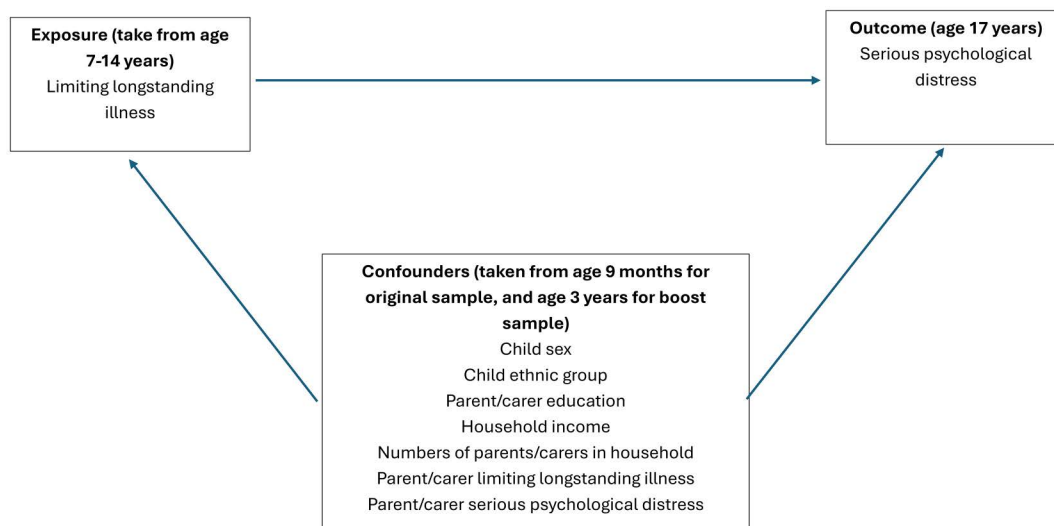 Exposure (take from age
7-14 years)
Limiting longstanding
illness
Outcome (age 17 years)
Serious psychological
distress
Confounders (taken from age 9 months for
original sample, and age 3 years for boost
sample)
Child sex
Child ethnic group
Parent/carer education
Household income
Numbers of parents/carers in household
Parent/carer limiting longstanding illness
Parent/carer serious psychological distress